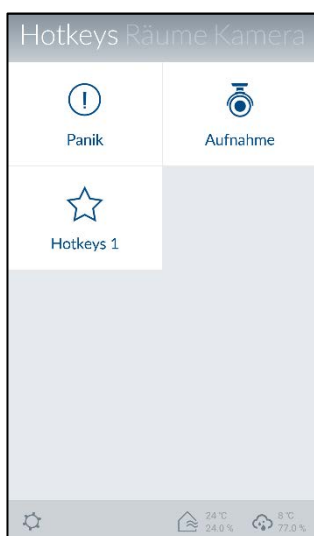 Hotkeys Räume Kamera
Panik
Aufnahme
Hotkeys 1
24 °C
24.0 %
8 °C
77.0 %